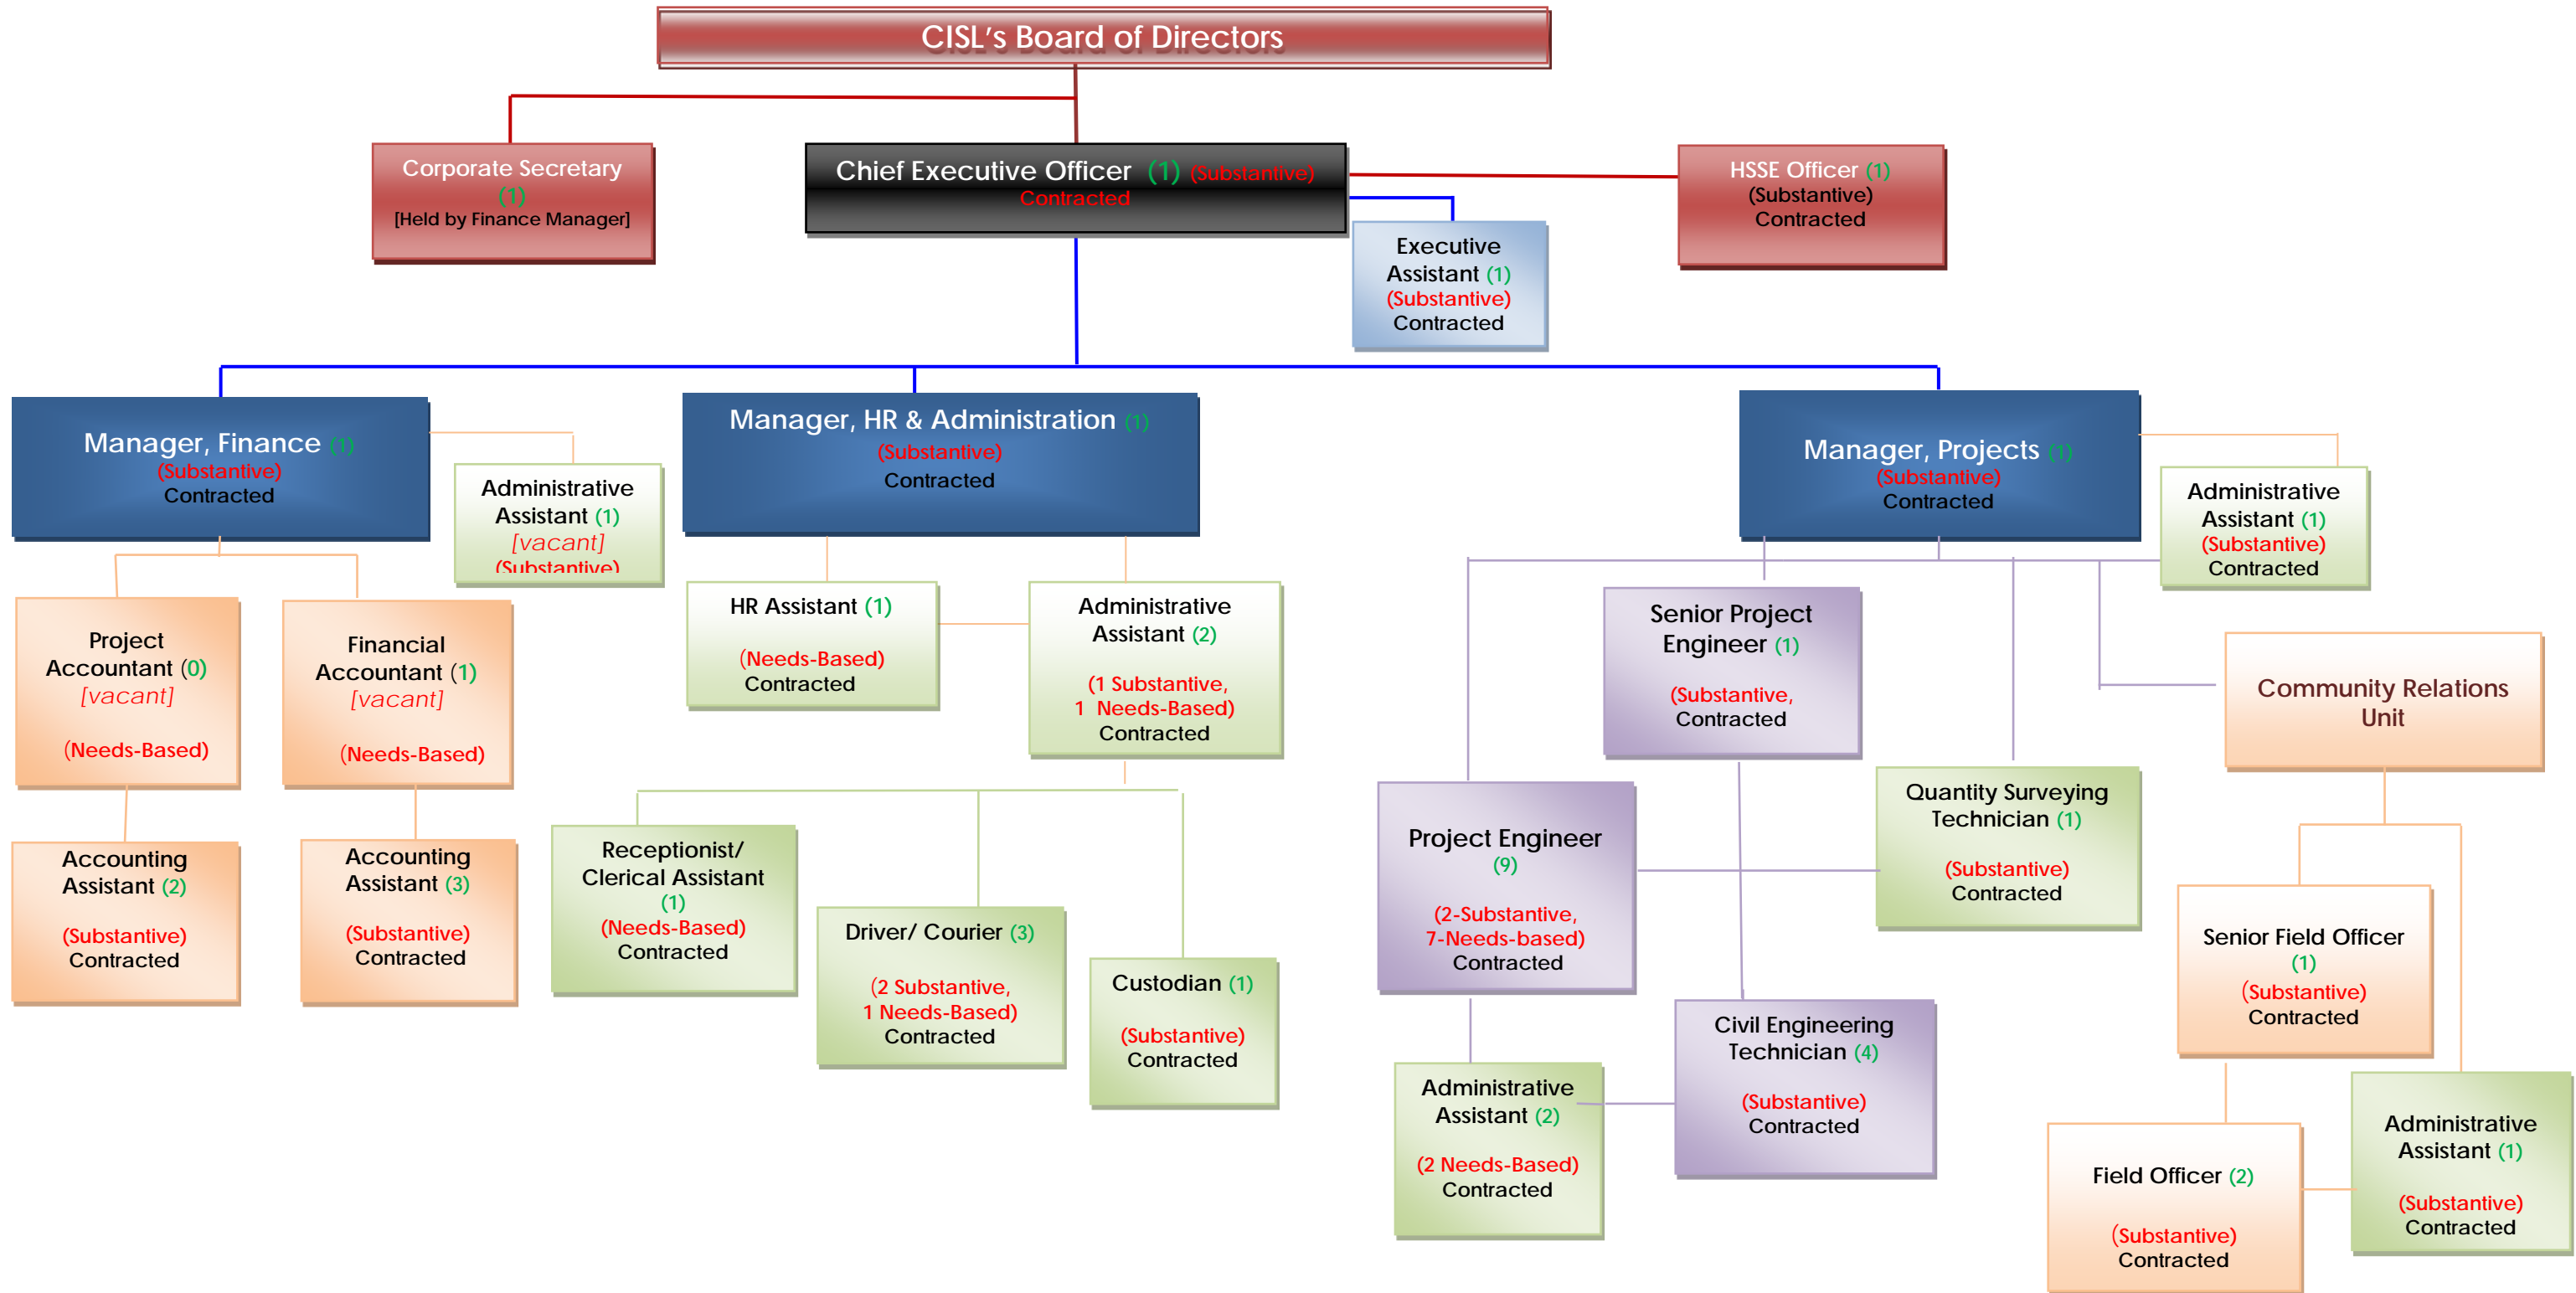 CISL's Board of Directors
Corporate Secretary
(1)
[Held by Finance Manager]
Chief Executive Officer (1) (Substantive)
Contracted
HSSE Officer (1)
(Substantive)
Contracted
Executive
Assistant (1)
(Substantive)
Contracted
Manager, Finance (1)
(Substantive)
Contracted
Administrative
Assistant (1)
[vacant]
(Substantive)
Manager, HR & Administration (1)
(Substantive)
Contracted
Manager, Projects (1)
(Substantive)
Contracted
Administrative
Assistant (1)
(Substantive)
Contracted
Project
Accountant (0)
[vacant]
(Needs-Based)
Financial
Accountant (1)
[vacant]
(Needs-Based)
HR Assistant (1)
(Needs-Based)
Contracted
Administrative
Assistant (2)
(1 Substantive,
1 Needs-Based)
Contracted
Senior Project
Engineer (1)
(Substantive,
Contracted
Community Relations
Unit
Accounting
Assistant (2)
(Substantive)
Contracted
Accounting
Assistant (3)
(Substantive)
Contracted
Receptionist/
Clerical Assistant
(1)
(Needs-Based)
Contracted
Driver/ Courier (3)
(2 Substantive,
1 Needs-Based)
Contracted
Custodian (1)
(Substantive)
Contracted
Project Engineer
(9)
(2-Substantive,
7-Needs-based)
Contracted
Quantity Surveying
Technician (1)
(Substantive)
Contracted
Senior Field Officer
(1)
(Substantive)
Contracted
Administrative
Assistant (2)
(2 Needs-Based)
Contracted
Civil Engineering
Technician (4)
(Substantive)
Contracted
Field Officer (2)
(Substantive)
Contracted
Administrative
Assistant (1)
(Substantive)
Contracted